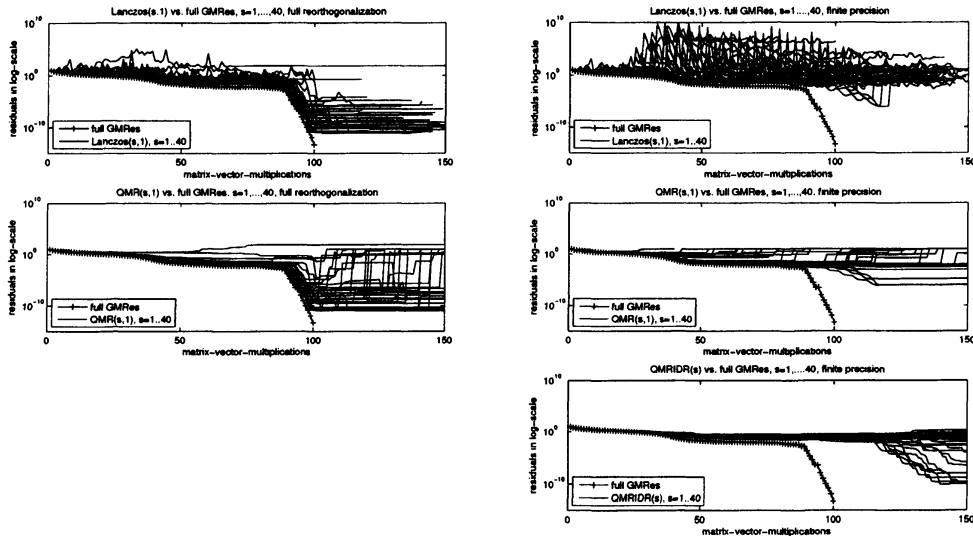 Lanczos(s,1) vs. full GMRes, s=1,...,40, full reorthogonalization
residuals in log-scale
10^10
10^0
10^-10
full GMRes
Lanczos(s,1), s=1..40
0
50
100
150
matrix-vector-multiplications
Lanczos(s,1) vs. full GMRes, s=1,...,40, finite precision
residuals in log-scale
10^10
10^0
10^-10
full GMRes
Lanczos(s,1), s=1..40
0
50
100
150
matrix-vector-multiplications
QMR(s,1) vs. full GMRes. s=1,...,40, full reorthogonalization
residuals in log-scale
10^10
10^0
10^-10
full GMRes
QMR(s,1), s=1..40
0
50
100
150
matrix-vector-multiplications
QMR(s,1) vs. full GMRes, s=1,...,40. finite precision
residuals in log-scale
10^10
10^0
10^-10
full GMRes
QMR(s,1), s=1..40
0
50
100
150
matrix-vector-multiplications
QMRIDR(s) vs. full GMRes, s=1,...,40, finite precision
residuals in log-scale
10^10
10^0
10^-10
full GMRes
QMRIDR(s), s=1..40
0
50
100
150
matrix-vector-multiplications